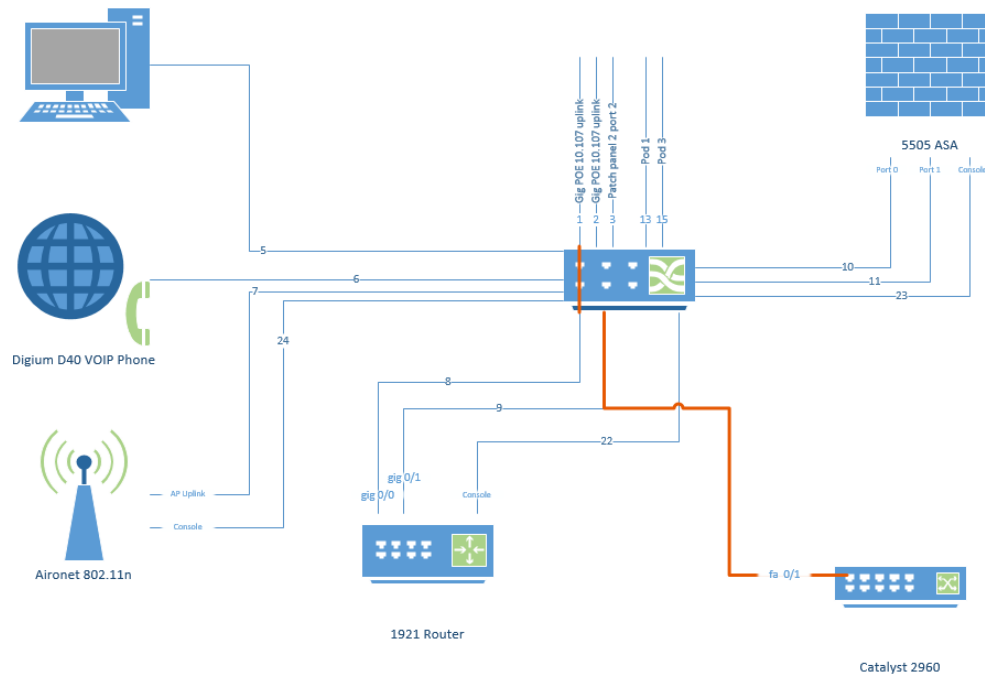 Gig POE 10.107 uplink
Gig POE 10.107 uplink
Patch panel 2 port 2
Pod 1
Pod 3
1
2
3
13
15
5505 ASA
Port 0
Port 1
Console
5
6
7
24
10
11
23
Digium D40 VOIP Phone
8
9
22
AP Uplink
Console
gig 0/0
gig 0/1
Console
Aironet 802.11n
1921 Router
fa 0/1
Catalyst 2960